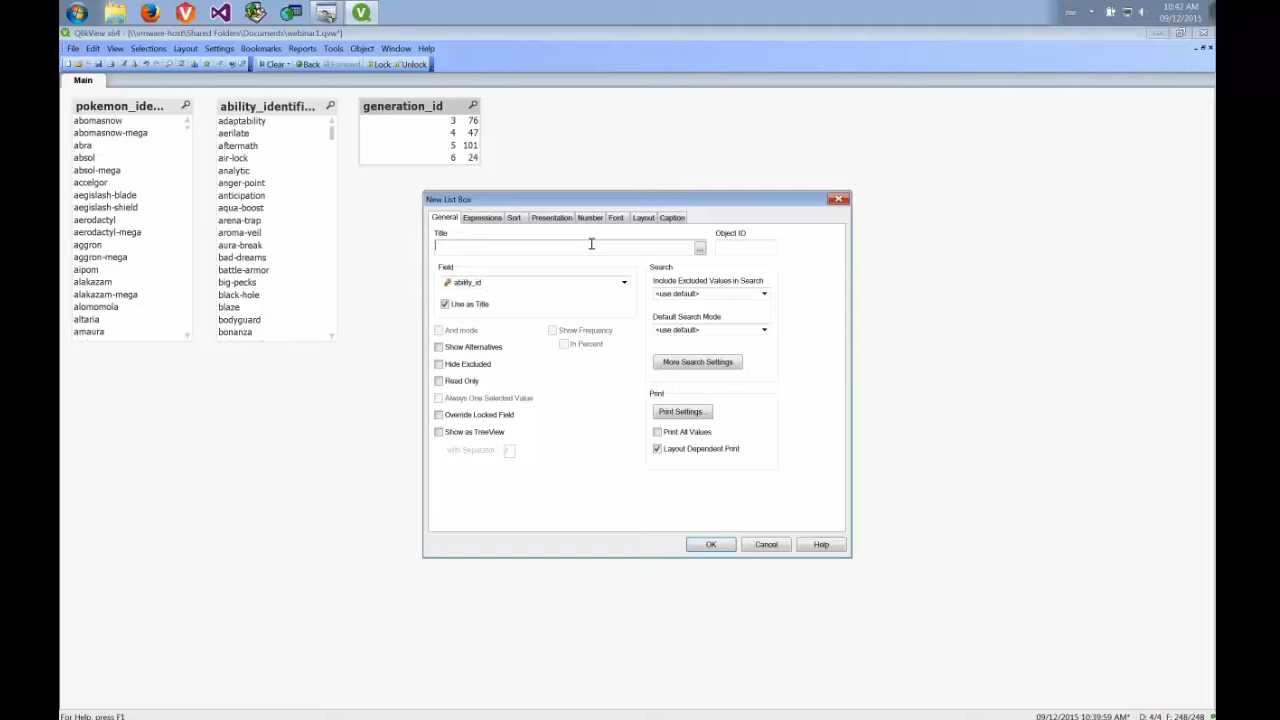 10:42 AM
09/12/2015
QlikView x64 - [\\vmware-host\Shared Folders\Documents\webinar1.qvw*]
File Edit View Selections Layout Settings Bookmarks Reports Tools Object Window Help
Clear Back Forward Lock Unlock
Main
pokemon_ide...
abomasnow
abomasnow-mega
abra
absol
absol-mega
accelgor
aegislash-blade
aegislash-shield
aerodactyl
aerodactyl-mega
aggron
aggron-mega
aipom
alakazam
alakazam-mega
alomomola
altaria
amaura
ability_identifi...
adaptability
aerilate
aftermath
air-lock
analytic
anger-point
anticipation
aqua-boost
arena-trap
aroma-veil
aura-break
bad-dreams
battle-armor
big-pecks
black-hole
blaze
bodyguard
bonanza
generation_id
3 76
4 47
5 101
6 24
New List Box
General Expressions Sort Presentation Number Font Layout Caption
Title
Object ID
...
Field
ability_id
Use as Title
And mode
Show Frequency
In Percent
Show Alternatives
Hide Excluded
Read Only
Always One Selected Value
Override Locked Field
Show as TreeView
With Separator /
Search
Include Excluded Values in Search
<use default>
Default Search Mode
<use default>
More Search Settings
Print
Print Settings...
Print All Values
Layout Dependent Print
OK Cancel Help
For Help, press F1
09/12/2015 10:39:59 AM* D: 4/4 F: 248/248